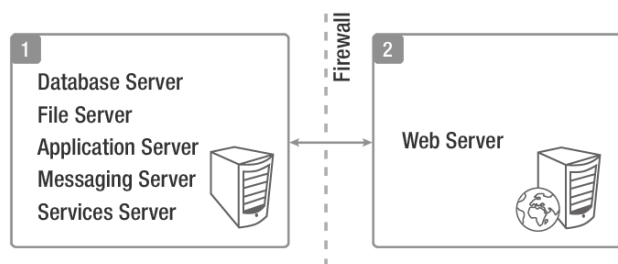 1
Database Server
File Server
Application Server
Messaging Server
Services Server
Firewall
2
Web Server